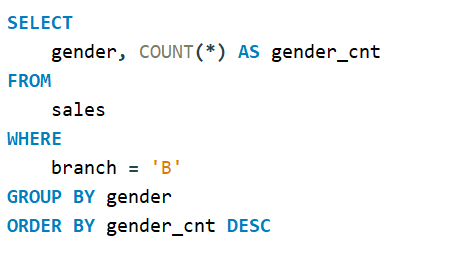 SELECT
    gender, COUNT(*) AS gender_cnt
FROM
    sales
WHERE
    branch = 'B'
GROUP BY gender
ORDER BY gender_cnt DESC